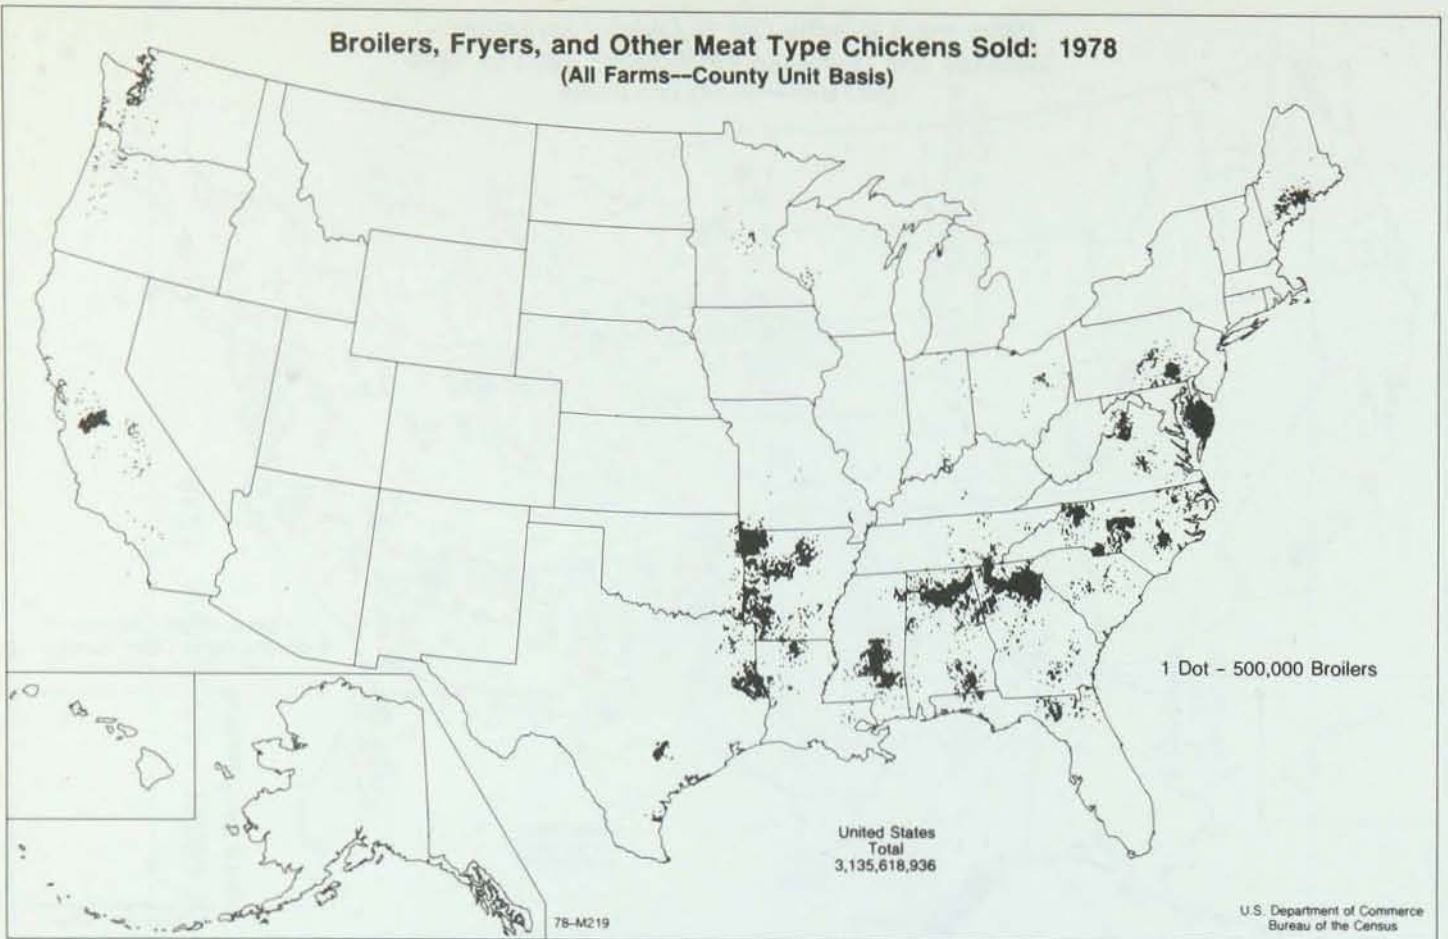 Broilers, Fryers, and Other Meat Type Chickens Sold: 1978
(All Farms--County Unit Basis)
1 Dot - 500,000 Broilers
United States
Total
3,135,618,936
78-M219
U.S. Department of Commerce
Bureau of the Census